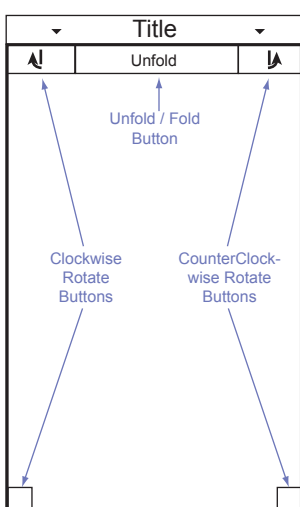 Title
Unfold
Unfold / Fold
Button
Clockwise
Rotate
Buttons
CounterClock-
wise Rotate
Buttons